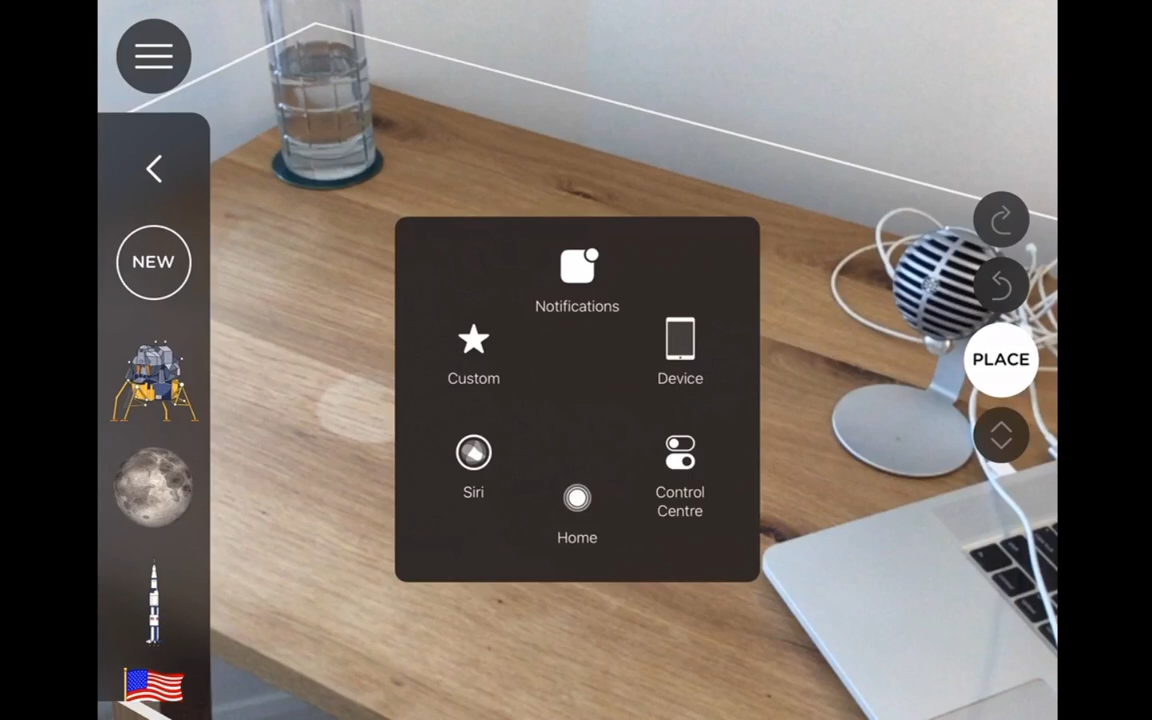 NEW
Notifications
Custom
Device
PLACE
Siri
Control
Centre
Home